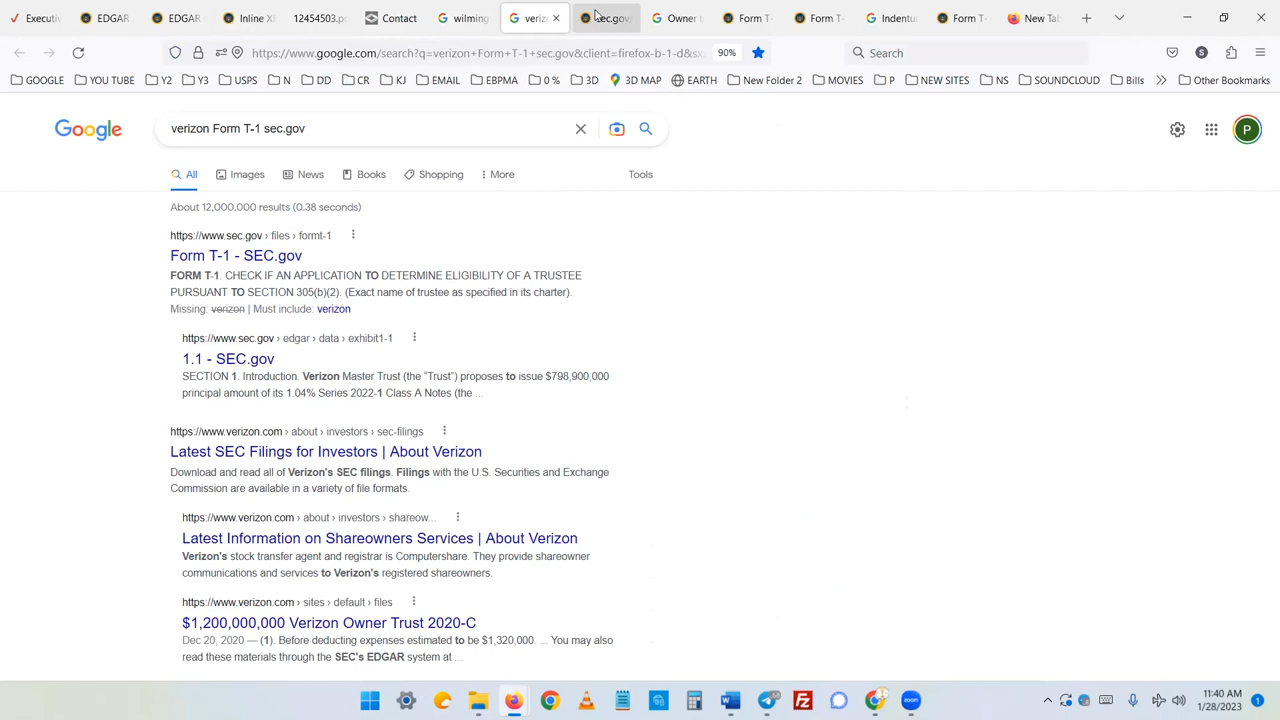 Executi EDGAR EDGAR Inline X 12454503.p Contact wilming verizo sec.gov/ Owner t Form T- Form T- Indentu Form T- New Tab
https://www.google.com/search?q=verizon+Form+T-1+sec.gov&client=firefox-b-1-d&sx 90% Search
GOOGLE YOU TUBE Y2 Y3 USPS N DD CR KJ EMAIL EBPMA 0 % 3D 3D MAP EARTH New Folder 2 MOVIES P NEW SITES NS SOUNDCLOUD Bills Other Bookmarks
Google verizon Form T-1 sec.gov P
All Images News Books Shopping More Tools
About 12,000,000 results (0.38 seconds)
https://www.sec.gov › files › formt-1
Form T-1 - SEC.gov
FORM T-1. CHECK IF AN APPLICATION TO DETERMINE ELIGIBILITY OF A TRUSTEE
PURSUANT TO SECTION 305(b)(2). (Exact name of trustee as specified in its charter).
Missing: verizon | Must include: verizon
https://www.sec.gov › edgar › data › exhibit1-1
1.1 - SEC.gov
SECTION 1. Introduction. Verizon Master Trust (the “Trust”) proposes to issue $798,900,000
principal amount of its 1.04% Series 2022-1 Class A Notes (the ...
https://www.verizon.com › about › investors › sec-filings
Latest SEC Filings for Investors | About Verizon
Download and read all of Verizon's SEC filings. Filings with the U.S. Securities and Exchange
Commission are available in a variety of file formats.
https://www.verizon.com › about › investors › shareow...
Latest Information on Shareowners Services | About Verizon
Verizon's stock transfer agent and registrar is Computershare. They provide shareowner
communications and services to Verizon's registered shareowners.
https://www.verizon.com › sites › default › files
$1,200,000,000 Verizon Owner Trust 2020-C
Dec 20, 2020 — (1). Before deducting expenses estimated to be $1,320,000. ... You may also
read these materials through the SEC's EDGAR system at ...
11:40 AM
1/28/2023